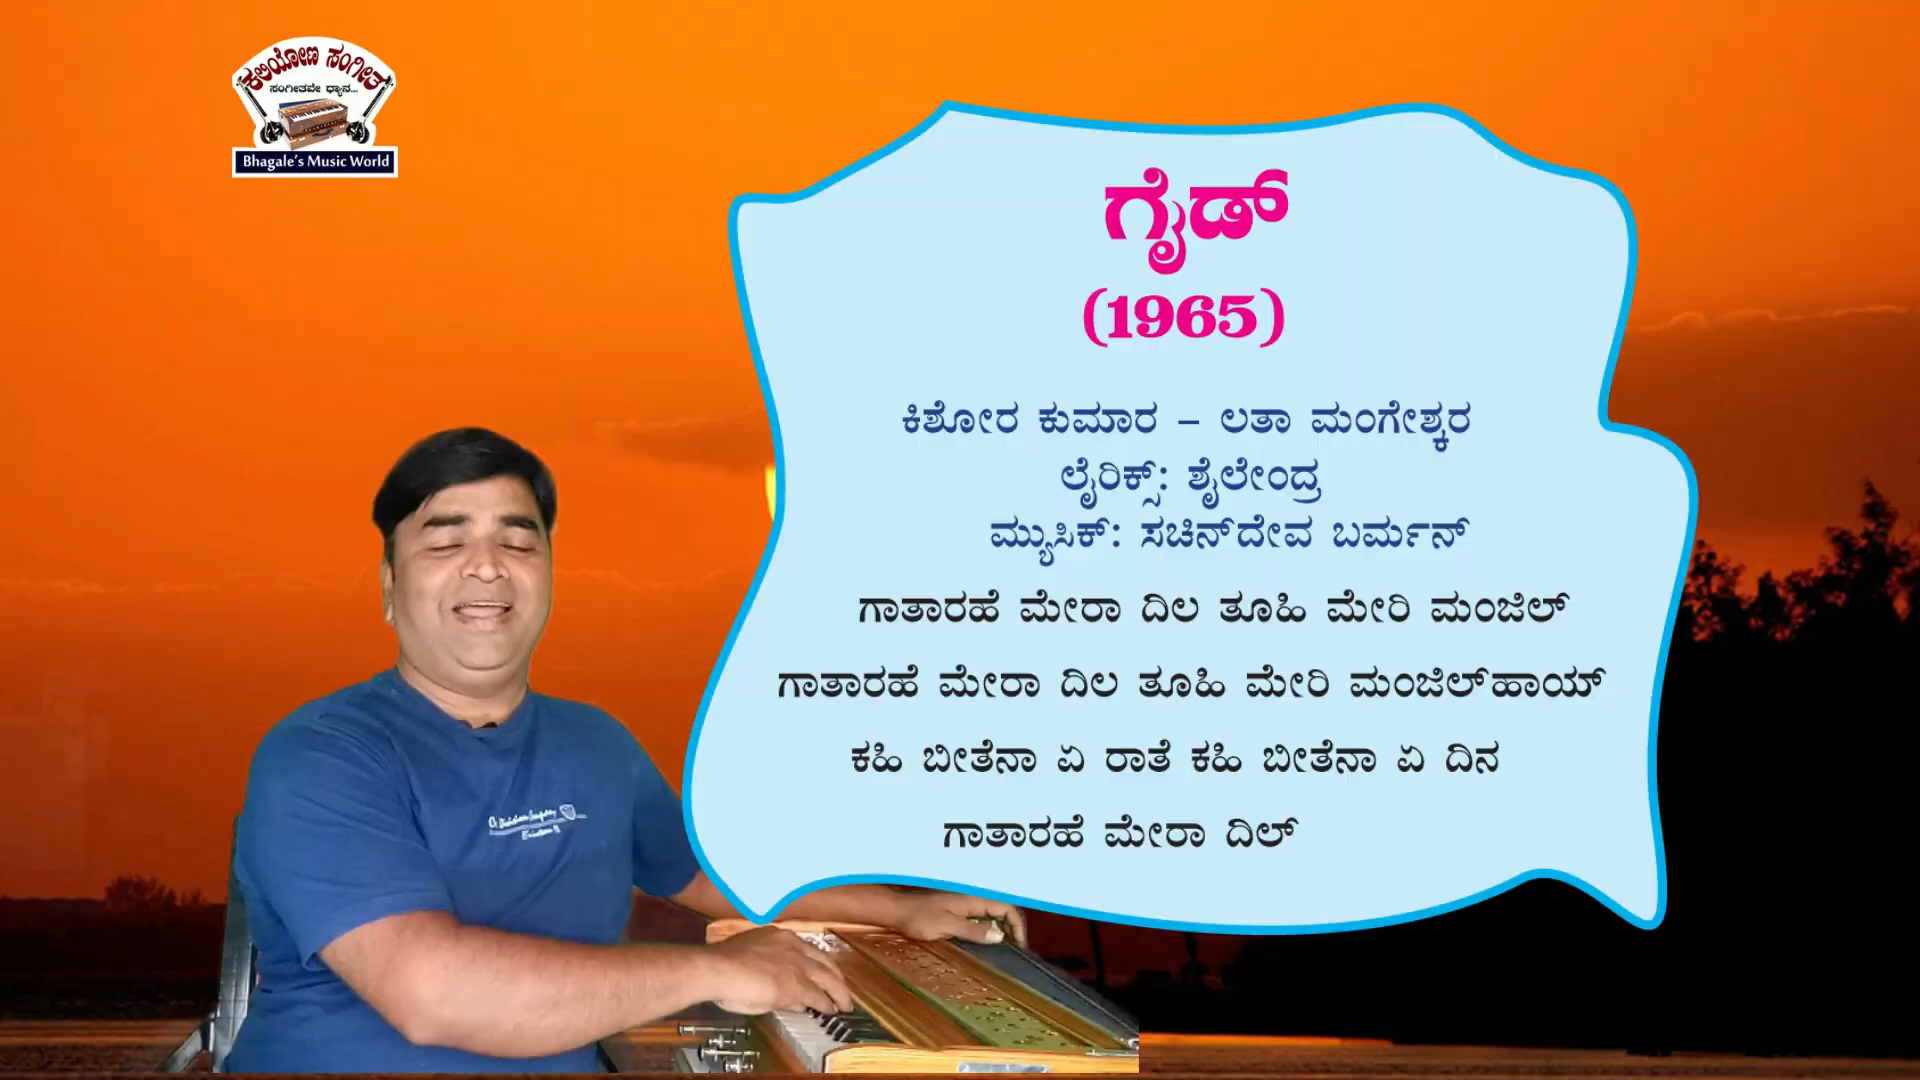 ಕಲಿಯೋಣ ಸಂಗೀತ
ಸಂಗೀತವೇ ಧ್ಯಾನ...
Bhagale's Music World
ಗೈಡ್
(1965)
ಕಿಶೋರ ಕುಮಾರ – ಲತಾ ಮಂಗೇಶ್ಕರ
ಲೈರಿಕ್ಸ್: ಶೈಲೇಂದ್ರ
ಮ್ಯುಸಿಕ್: ಸಚಿನ್‌ದೇವ ಬರ್ಮನ್
ಗಾತಾರಹೆ ಮೇರಾ ದಿಲ ತೂಹಿ ಮೇರಿ ಮಂಜಿಲ್
ಗಾತಾರಹೆ ಮೇರಾ ದಿಲ ತೂಹಿ ಮೇರಿ ಮಂಜಿಲ್‌ಹಾಯ್
ಕಹಿ ಬೀತೆನಾ ಏ ರಾತೆ ಕಹಿ ಬೀತೆನಾ ಏ ದಿನ
ಗಾತಾರಹೆ ಮೇರಾ ದಿಲ್